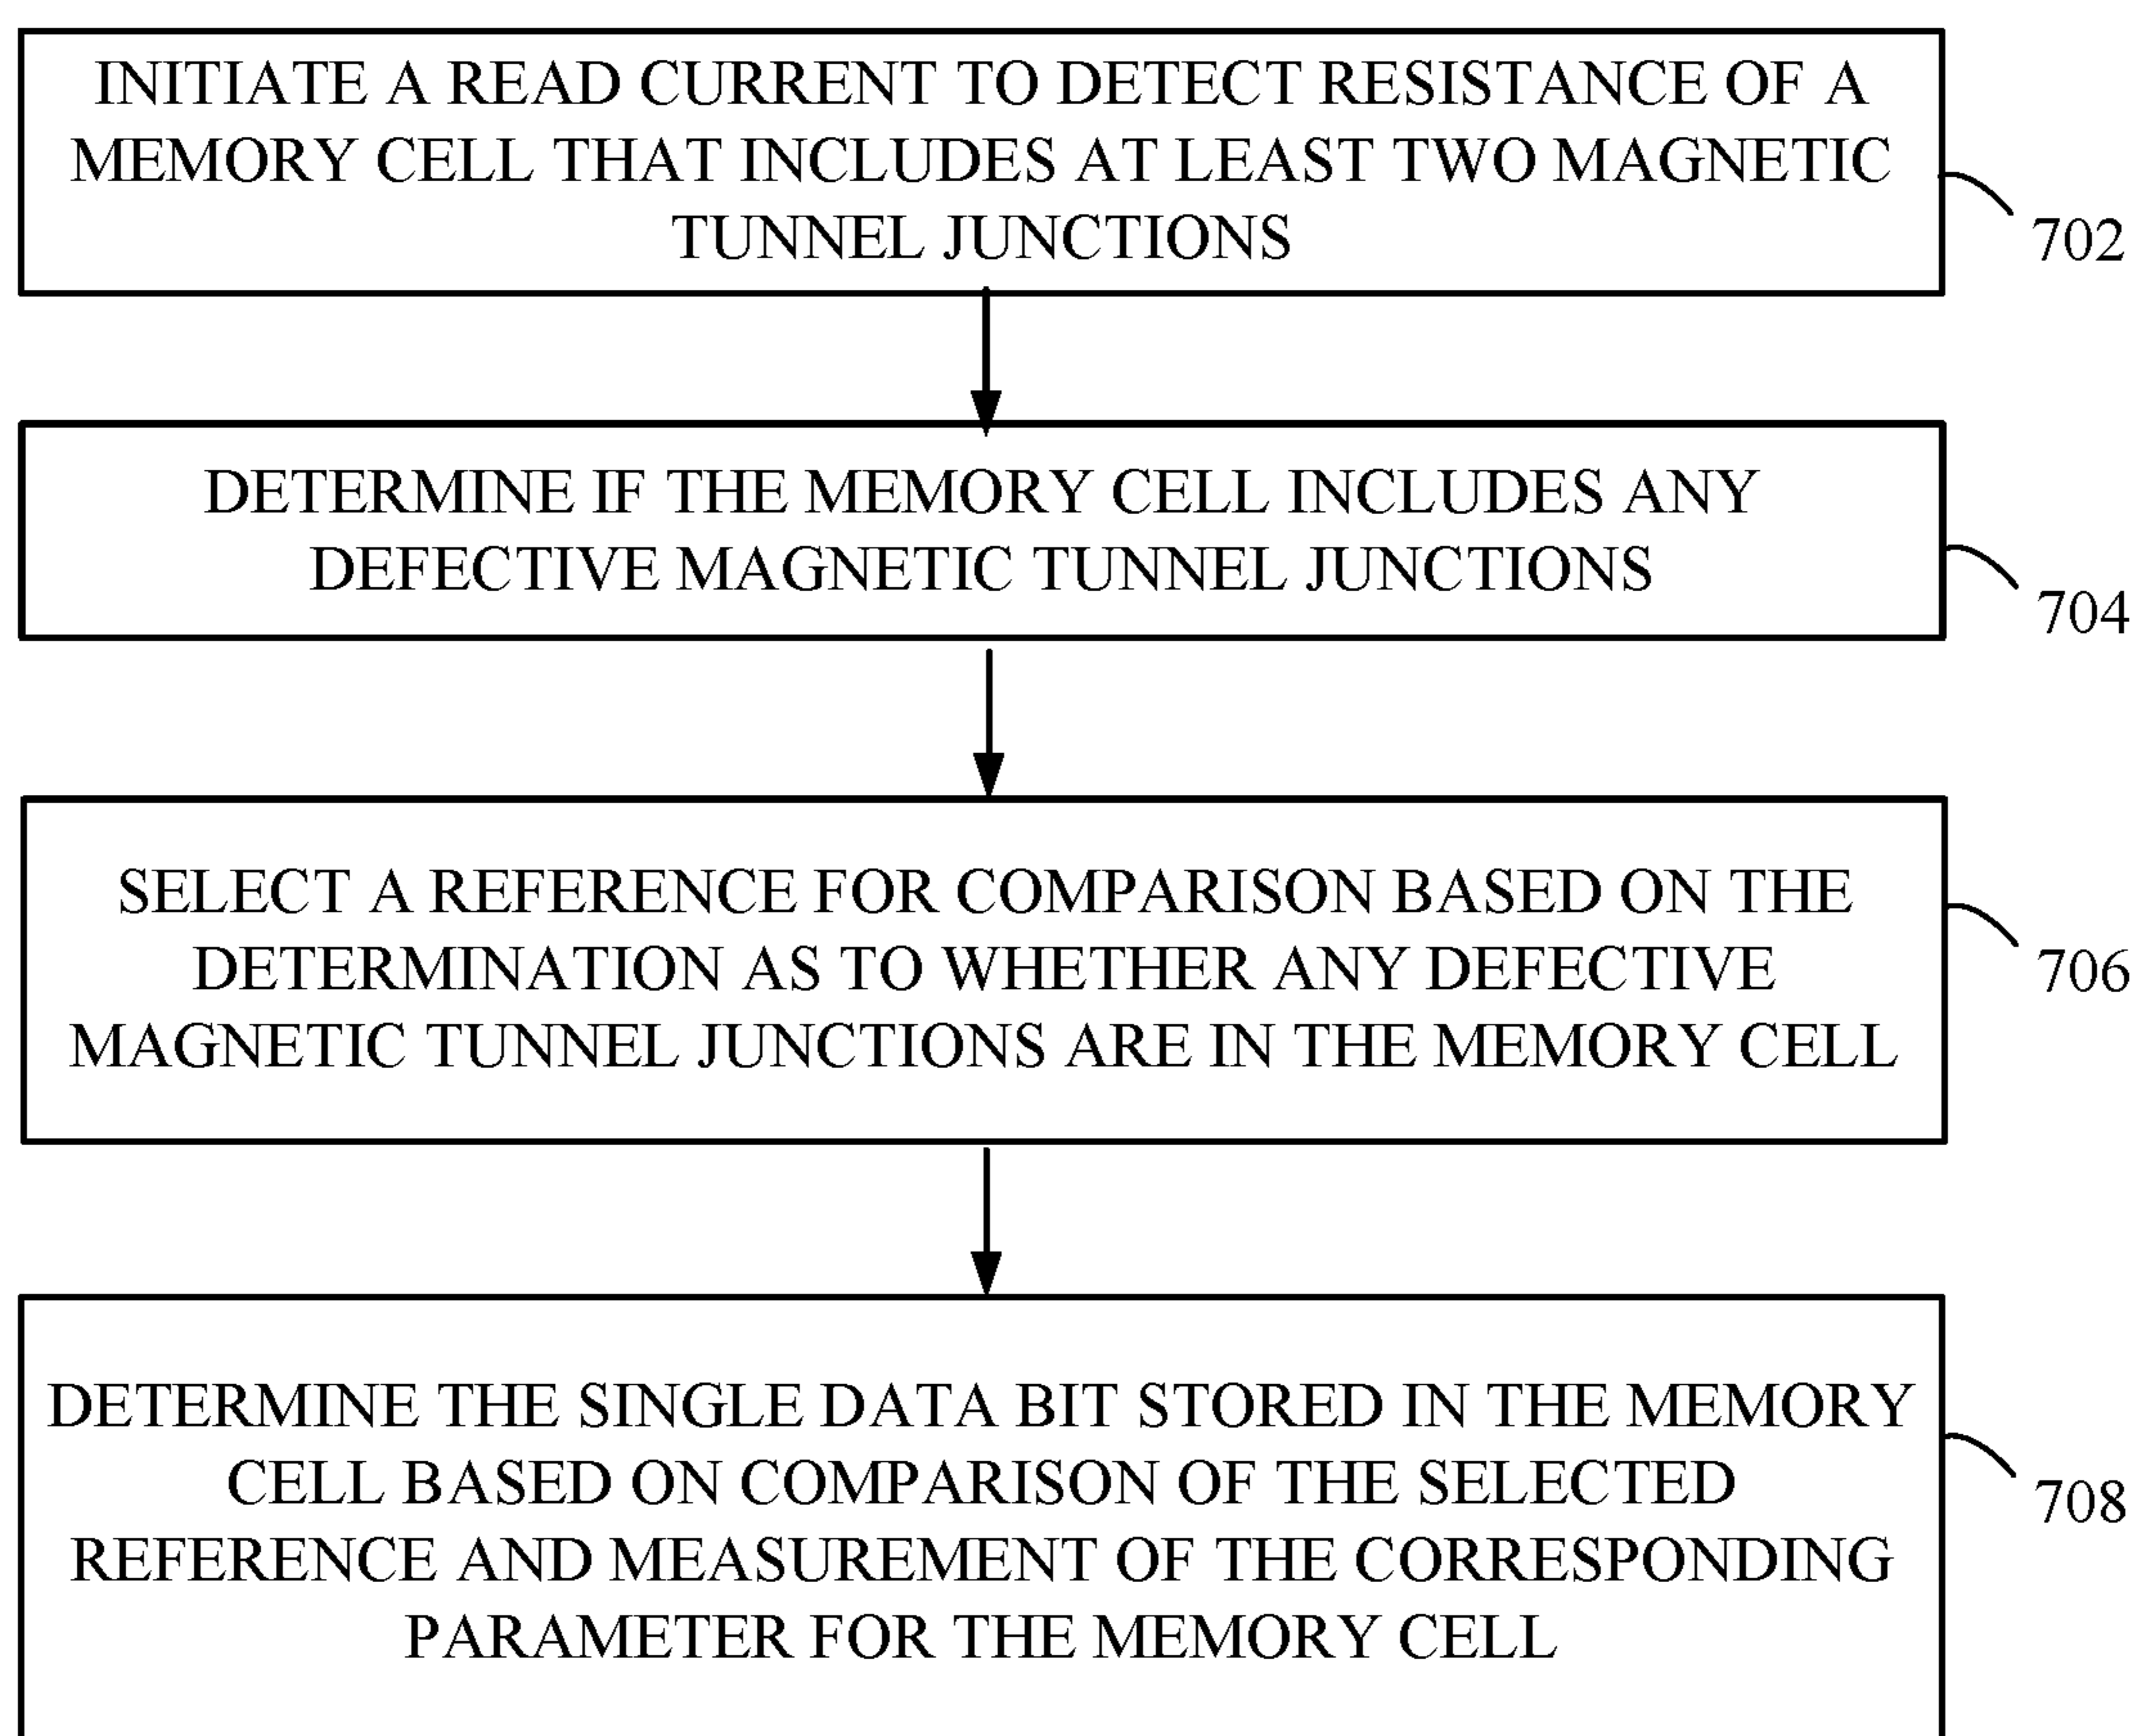 INITIATE A READ CURRENT TO DETECT RESISTANCE OF A
MEMORY CELL THAT INCLUDES AT LEAST TWO MAGNETIC
TUNNEL JUNCTIONS
702
DETERMINE IF THE MEMORY CELL INCLUDES ANY
DEFECTIVE MAGNETIC TUNNEL JUNCTIONS
704
SELECT A REFERENCE FOR COMPARISON BASED ON THE
DETERMINATION AS TO WHETHER ANY DEFECTIVE
MAGNETIC TUNNEL JUNCTIONS ARE IN THE MEMORY CELL
706
DETERMINE THE SINGLE DATA BIT STORED IN THE MEMORY
CELL BASED ON COMPARISON OF THE SELECTED
REFERENCE AND MEASUREMENT OF THE CORRESPONDING
PARAMETER FOR THE MEMORY CELL
708